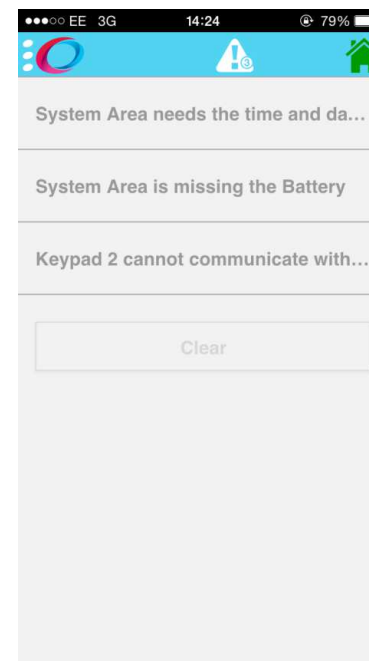 EE 3G 14:24 79%
3
System Area needs the time and da...
System Area is missing the Battery
Keypad 2 cannot communicate with...
Clear